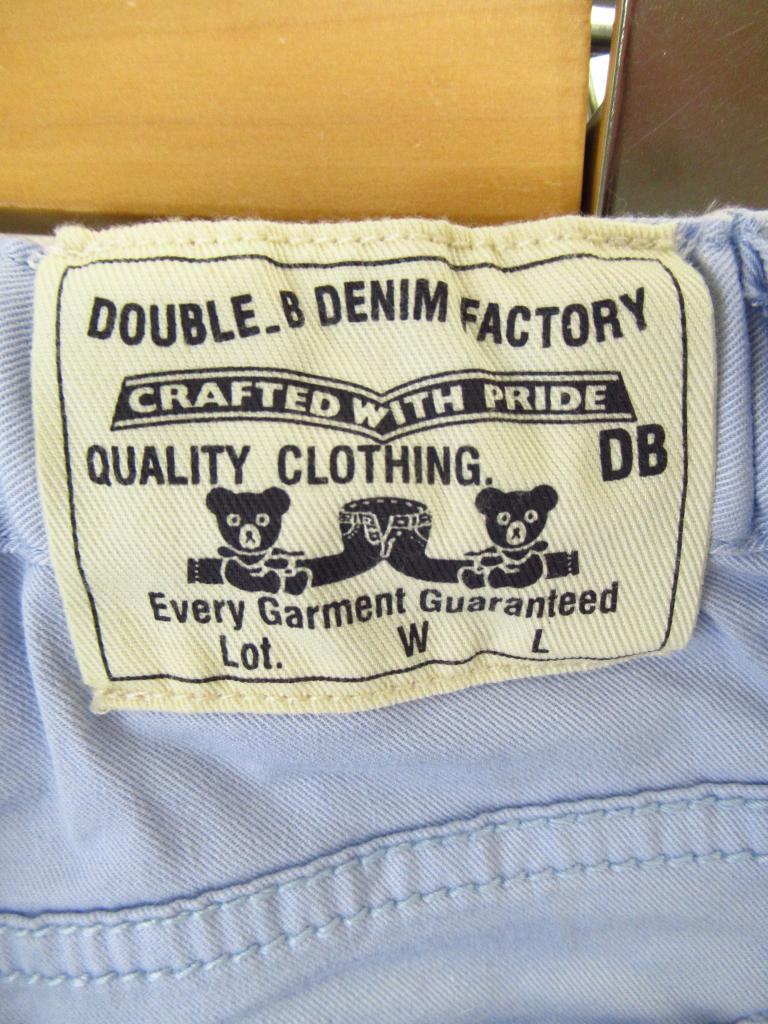 DOUBLE_B DENIM FACTORY
CRAFTED WITH PRIDE
QUALITY CLOTHING. DB
Every Garment Guaranteed
Lot. W L